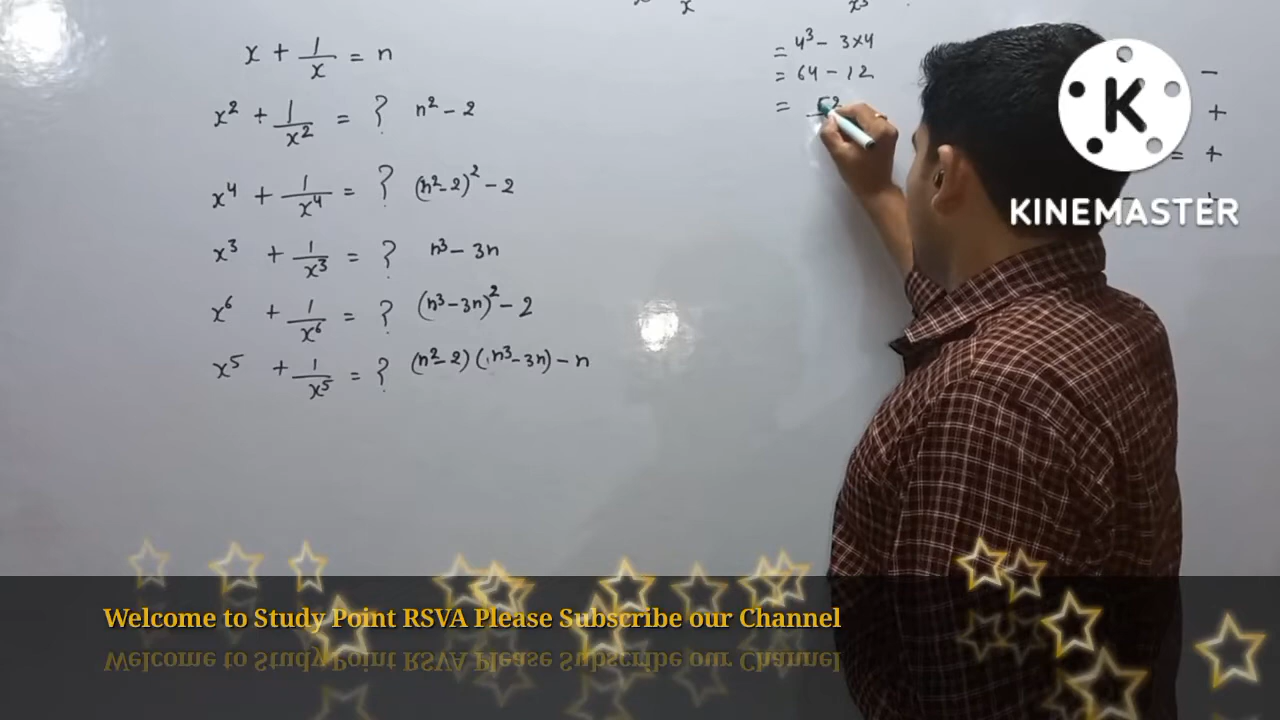 x + 1/x = n
x² + 1/x² = ? n² - 2
x⁴ + 1/x⁴ = ? (n²-2)² - 2
x³ + 1/x³ = ? n³ - 3n
x⁶ + 1/x⁶ = ? (n³-3n)² - 2
x⁵ + 1/x⁵ = ? (n²-2)(n³-3n) - n
= 4³ - 3×4
= 64 - 12
= 52
K
KINEMASTER
Welcome to Study Point RSVA Please Subscribe our Channel